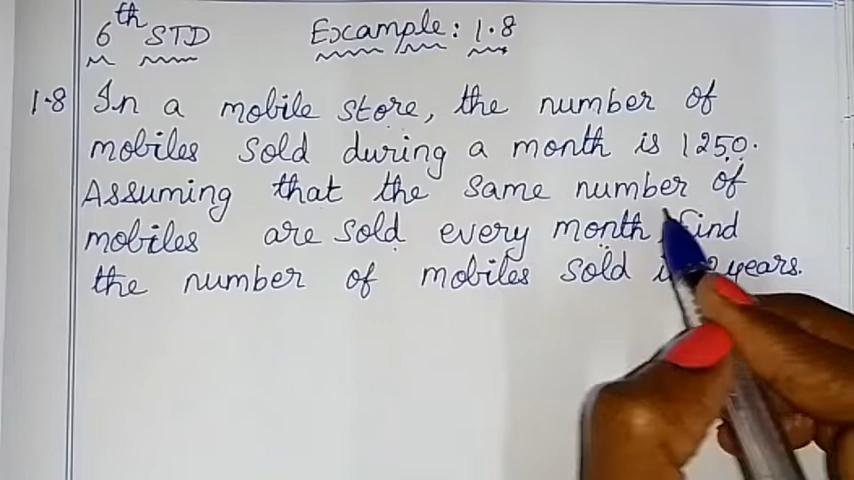 6th STD Example: 1.8
1.8 In a mobile store, the number of
mobiles sold during a month is 1250.
Assuming that the same number of
mobiles are sold every month, find
the number of mobiles sold years.